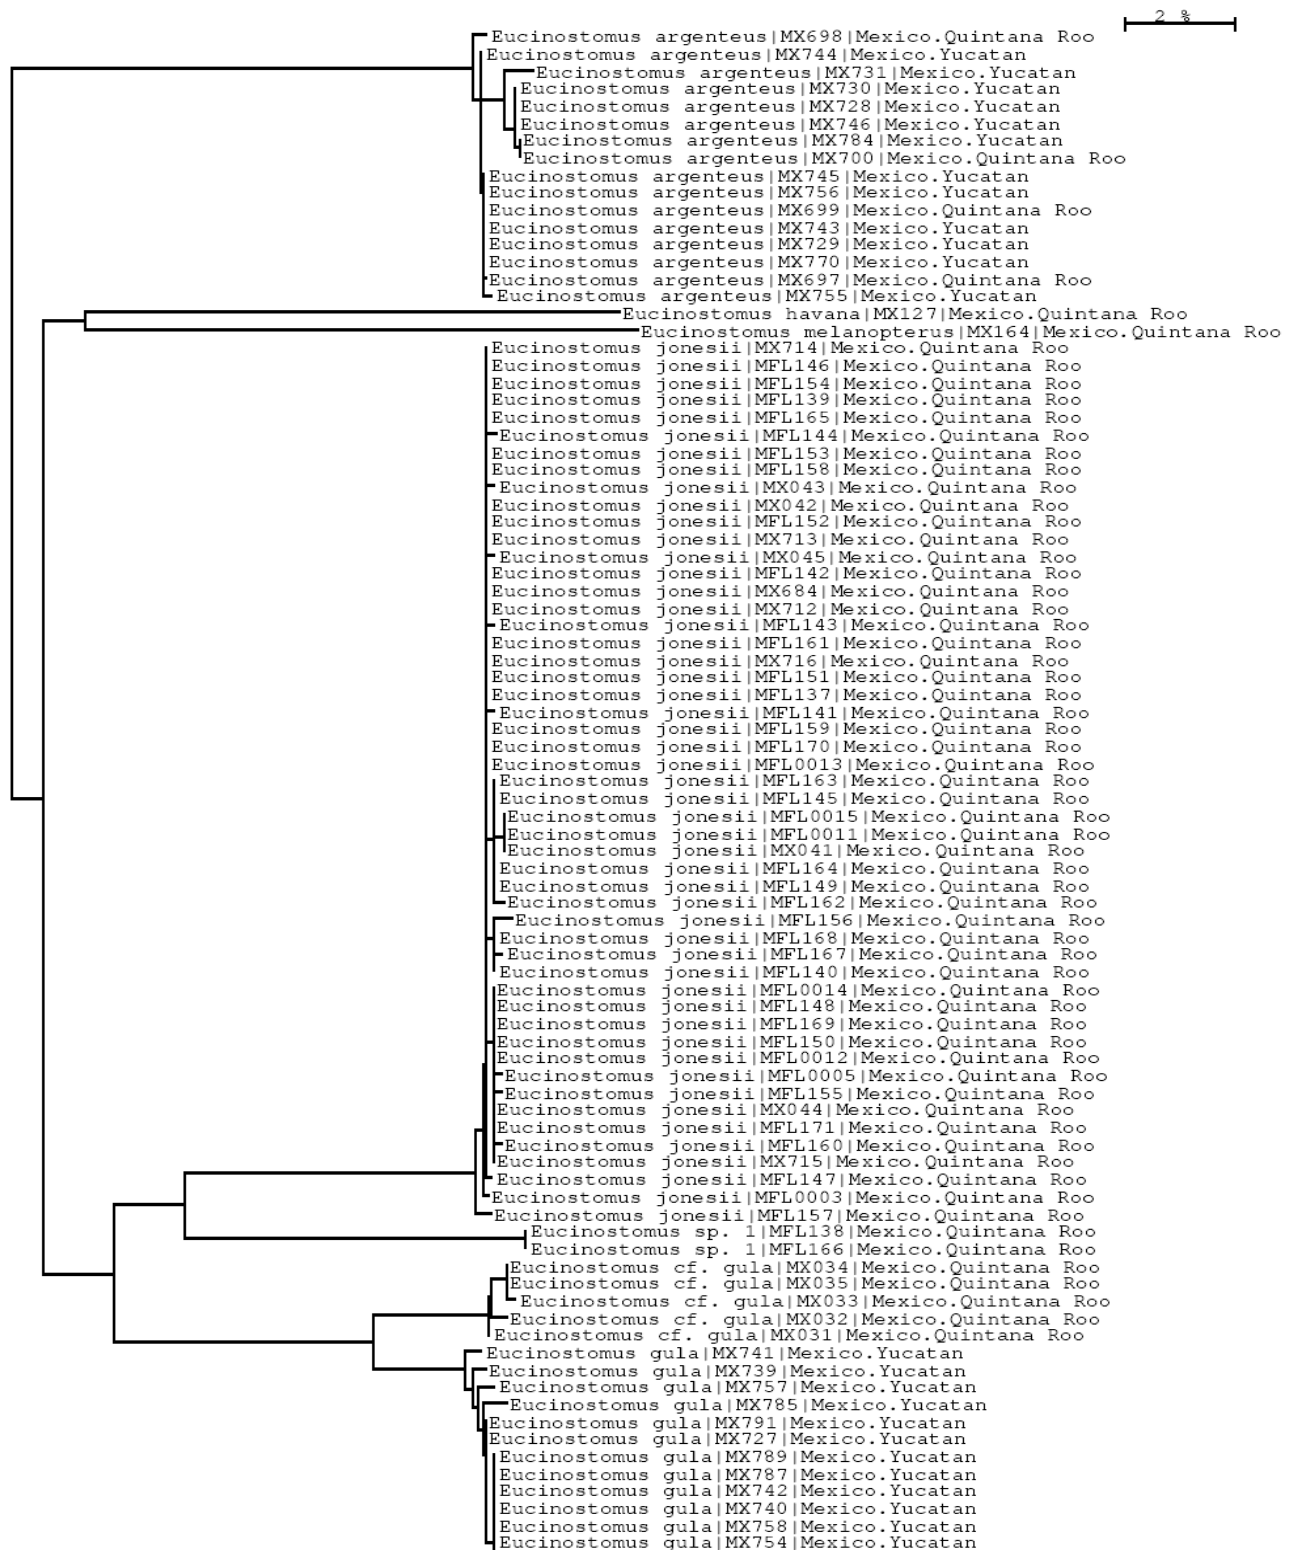 2 %
Eucinostomus argenteus|MX698|Mexico.Quintana Roo
Eucinostomus argenteus|MX744|Mexico.Yucatan
Eucinostomus argenteus|MX731|Mexico.Yucatan
Eucinostomus argenteus|MX730|Mexico.Yucatan
Eucinostomus argenteus|MX728|Mexico.Yucatan
Eucinostomus argenteus|MX746|Mexico.Yucatan
Eucinostomus argenteus|MX784|Mexico.Yucatan
Eucinostomus argenteus|MX700|Mexico.Quintana Roo
Eucinostomus argenteus|MX745|Mexico.Yucatan
Eucinostomus argenteus|MX756|Mexico.Yucatan
Eucinostomus argenteus|MX699|Mexico.Quintana Roo
Eucinostomus argenteus|MX743|Mexico.Yucatan
Eucinostomus argenteus|MX729|Mexico.Yucatan
Eucinostomus argenteus|MX770|Mexico.Yucatan
Eucinostomus argenteus|MX697|Mexico.Quintana Roo
Eucinostomus argenteus|MX755|Mexico.Yucatan
Eucinostomus havana|MX127|Mexico.Quintana Roo
Eucinostomus melanopterus|MX164|Mexico.Quintana Roo
Eucinostomus jonesii|MX714|Mexico.Quintana Roo
Eucinostomus jonesii|MFL146|Mexico.Quintana Roo
Eucinostomus jonesii|MFL154|Mexico.Quintana Roo
Eucinostomus jonesii|MFL139|Mexico.Quintana Roo
Eucinostomus jonesii|MFL165|Mexico.Quintana Roo
Eucinostomus jonesii|MFL144|Mexico.Quintana Roo
Eucinostomus jonesii|MFL153|Mexico.Quintana Roo
Eucinostomus jonesii|MFL158|Mexico.Quintana Roo
Eucinostomus jonesii|MX043|Mexico.Quintana Roo
Eucinostomus jonesii|MX042|Mexico.Quintana Roo
Eucinostomus jonesii|MFL152|Mexico.Quintana Roo
Eucinostomus jonesii|MX713|Mexico.Quintana Roo
Eucinostomus jonesii|MX045|Mexico.Quintana Roo
Eucinostomus jonesii|MFL142|Mexico.Quintana Roo
Eucinostomus jonesii|MX684|Mexico.Quintana Roo
Eucinostomus jonesii|MX712|Mexico.Quintana Roo
Eucinostomus jonesii|MFL143|Mexico.Quintana Roo
Eucinostomus jonesii|MFL161|Mexico.Quintana Roo
Eucinostomus jonesii|MX716|Mexico.Quintana Roo
Eucinostomus jonesii|MFL151|Mexico.Quintana Roo
Eucinostomus jonesii|MFL137|Mexico.Quintana Roo
Eucinostomus jonesii|MFL141|Mexico.Quintana Roo
Eucinostomus jonesii|MFL159|Mexico.Quintana Roo
Eucinostomus jonesii|MFL170|Mexico.Quintana Roo
Eucinostomus jonesii|MFL0013|Mexico.Quintana Roo
Eucinostomus jonesii|MFL163|Mexico.Quintana Roo
Eucinostomus jonesii|MFL145|Mexico.Quintana Roo
Eucinostomus jonesii|MFL0015|Mexico.Quintana Roo
Eucinostomus jonesii|MFL0011|Mexico.Quintana Roo
Eucinostomus jonesii|MX041|Mexico.Quintana Roo
Eucinostomus jonesii|MFL164|Mexico.Quintana Roo
Eucinostomus jonesii|MFL149|Mexico.Quintana Roo
Eucinostomus jonesii|MFL162|Mexico.Quintana Roo
Eucinostomus jonesii|MFL156|Mexico.Quintana Roo
Eucinostomus jonesii|MFL168|Mexico.Quintana Roo
Eucinostomus jonesii|MFL167|Mexico.Quintana Roo
Eucinostomus jonesii|MFL140|Mexico.Quintana Roo
Eucinostomus jonesii|MFL0014|Mexico.Quintana Roo
Eucinostomus jonesii|MFL148|Mexico.Quintana Roo
Eucinostomus jonesii|MFL169|Mexico.Quintana Roo
Eucinostomus jonesii|MFL150|Mexico.Quintana Roo
Eucinostomus jonesii|MFL0012|Mexico.Quintana Roo
Eucinostomus jonesii|MFL0005|Mexico.Quintana Roo
Eucinostomus jonesii|MFL155|Mexico.Quintana Roo
Eucinostomus jonesii|MX044|Mexico.Quintana Roo
Eucinostomus jonesii|MFL171|Mexico.Quintana Roo
Eucinostomus jonesii|MFL160|Mexico.Quintana Roo
Eucinostomus jonesii|MX715|Mexico.Quintana Roo
Eucinostomus jonesii|MFL147|Mexico.Quintana Roo
Eucinostomus jonesii|MFL0003|Mexico.Quintana Roo
Eucinostomus jonesii|MFL157|Mexico.Quintana Roo
Eucinostomus sp. 1|MFL138|Mexico.Quintana Roo
Eucinostomus sp. 1|MFL166|Mexico.Quintana Roo
Eucinostomus cf. gula|MX034|Mexico.Quintana Roo
Eucinostomus cf. gula|MX035|Mexico.Quintana Roo
Eucinostomus cf. gula|MX033|Mexico.Quintana Roo
Eucinostomus cf. gula|MX032|Mexico.Quintana Roo
Eucinostomus cf. gula|MX031|Mexico.Quintana Roo
Eucinostomus gula|MX741|Mexico.Yucatan
Eucinostomus gula|MX739|Mexico.Yucatan
Eucinostomus gula|MX757|Mexico.Yucatan
Eucinostomus gula|MX785|Mexico.Yucatan
Eucinostomus gula|MX791|Mexico.Yucatan
Eucinostomus gula|MX727|Mexico.Yucatan
Eucinostomus gula|MX789|Mexico.Yucatan
Eucinostomus gula|MX787|Mexico.Yucatan
Eucinostomus gula|MX742|Mexico.Yucatan
Eucinostomus gula|MX740|Mexico.Yucatan
Eucinostomus gula|MX758|Mexico.Yucatan
Eucinostomus gula|MX754|Mexico.Yucatan